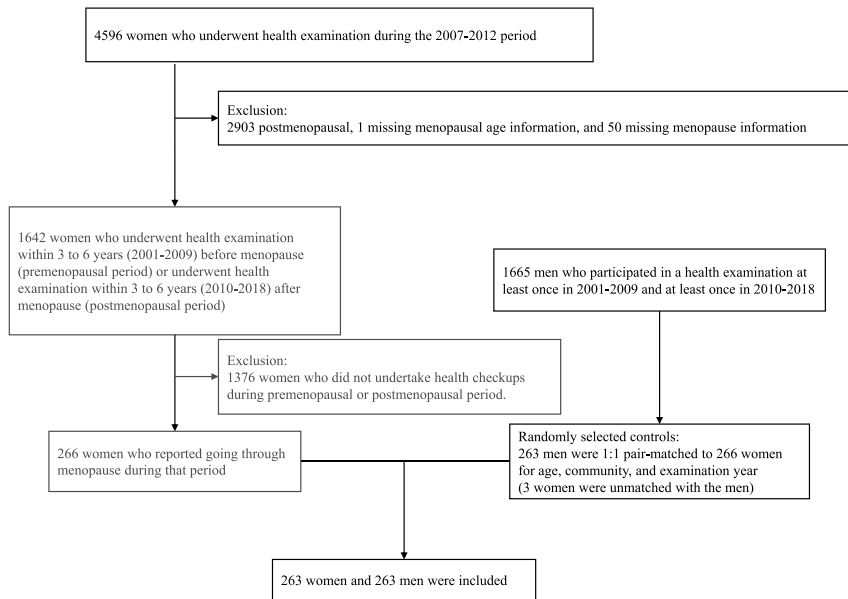 4596 women who underwent health examination during the 2007-2012 period
Exclusion:
2903 postmenopausal, 1 missing menopausal age information, and 50 missing menopause information
1642 women who underwent health examination
within 3 to 6 years (2001-2009) before menopause
(premenopausal period) or underwent health
examination within 3 to 6 years (2010-2018) after
menopause (postmenopausal period)
1665 men who participated in a health examination at
least once in 2001-2009 and at least once in 2010-2018
Exclusion:
1376 women who did not undertake health checkups
during premenopausal or postmenopausal period.
266 women who reported going through
menopause during that period
Randomly selected controls:
263 men were 1:1 pair-matched to 266 women
for age, community, and examination year
(3 women were unmatched with the men)
263 women and 263 men were included